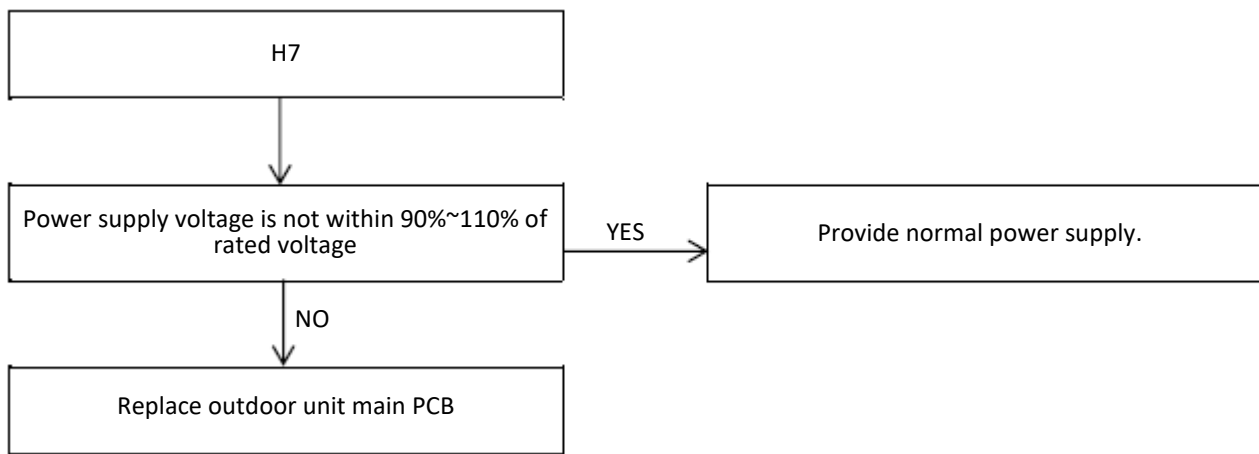 H7
Power supply voltage is not within 90%~110% of
rated voltage
YES
Provide normal power supply.
NO
Replace outdoor unit main PCB